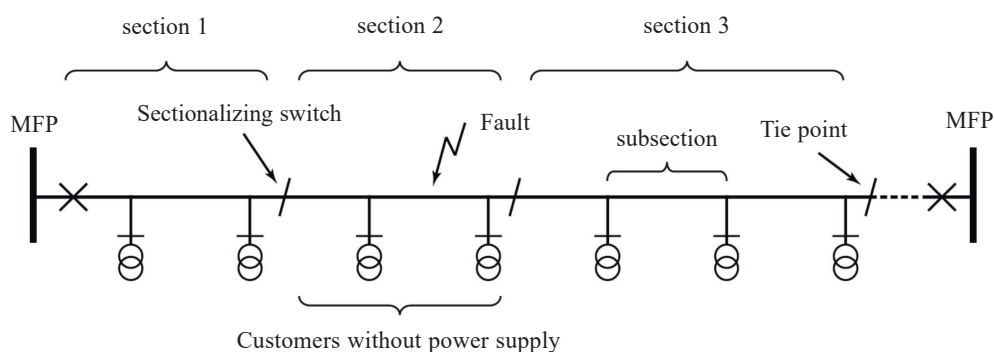 section 1
section 2
section 3
MFP
Sectionalizing switch
Fault
subsection
Tie point
MFP
Customers without power supply